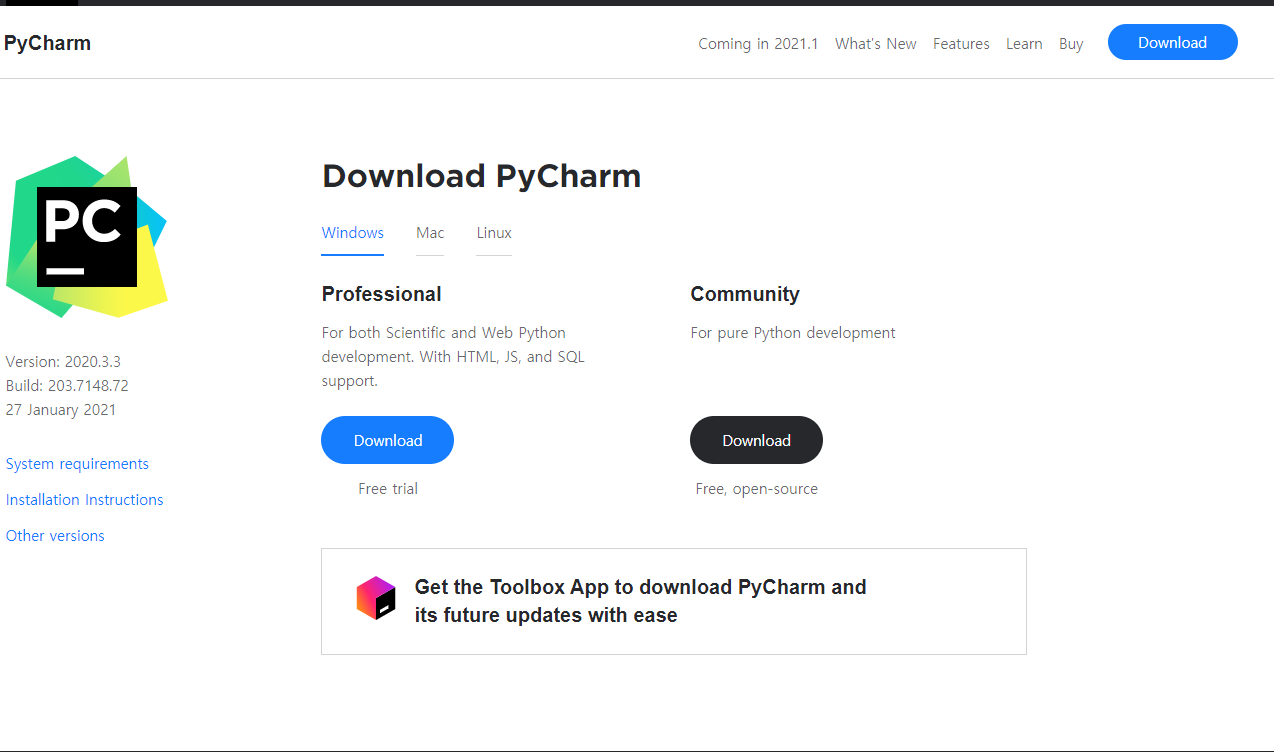 PyCharm
Coming in 2021.1 What's New Features Learn Buy Download
PC
Download PyCharm
Windows Mac Linux
Professional
For both Scientific and Web Python
development. With HTML, JS, and SQL
support.
Download
Free trial
Community
For pure Python development
Download
Free, open-source
Version: 2020.3.3
Build: 203.7148.72
27 January 2021
System requirements
Installation Instructions
Other versions
Get the Toolbox App to download PyCharm and
its future updates with ease